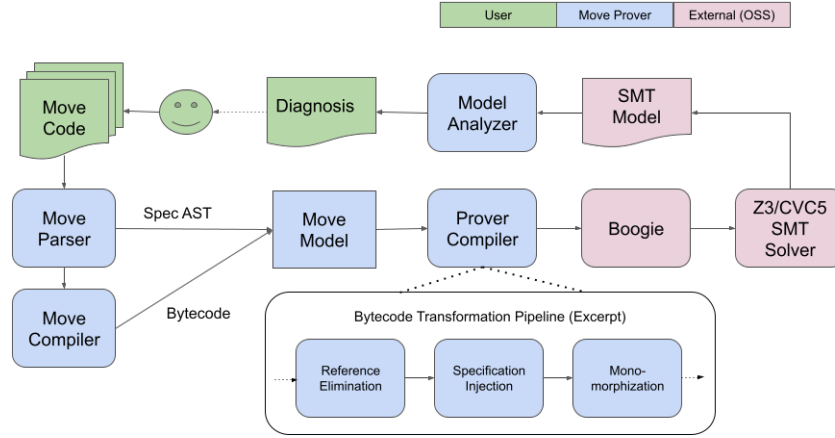 User
Move Prover
External (OSS)
Move
Code
Diagnosis
Model
Analyzer
SMT
Model
Move
Parser
Spec AST
Move
Model
Prover
Compiler
Boogie
Z3/CVC5
SMT
Solver
Move
Compiler
Bytecode
Bytecode Transformation Pipeline (Excerpt)
Reference
Elimination
Specification
Injection
Mono-
morphization